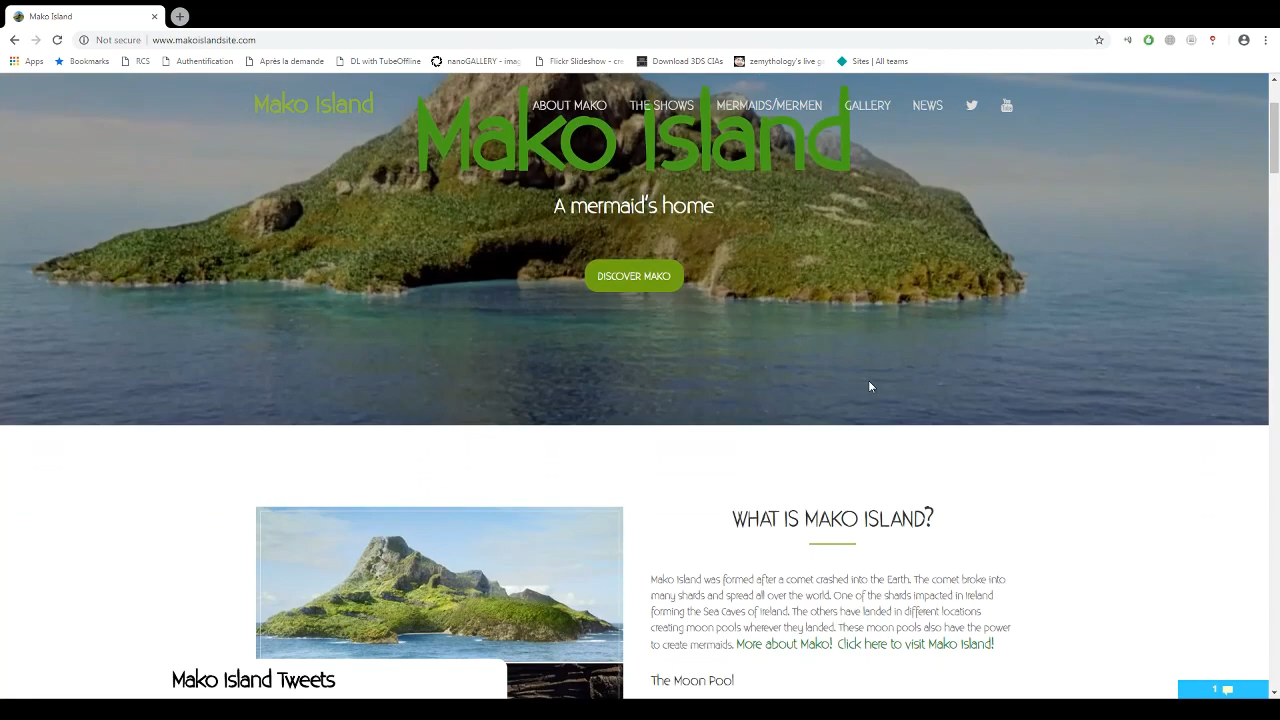 Mako Island
Not secure
www.makoislandsite.com
Apps
Bookmarks
RCS
Authentification
Après la demande
DL with TubeOffline
nanoGALLERY - imag
Flickr Slideshow - cre
Download 3DS CIAs
zemythology's live g
Sites | All teams
Mako Island
ABOUT MAKO
THE SHOWS
MERMAIDS/MERMEN
GALLERY
NEWS
Mako Island
A mermaid's home
DISCOVER MAKO
WHAT IS MAKO ISLAND?
Mako Island was formed after a comet crashed into the Earth. The comet broke into
many shards and spread all over the world. One of the shards impacted in Ireland
forming the Sea Caves of Ireland. The others have landed in different locations
creating moon pools wherever they landed. These moon pools also have the power
to create mermaids. More about Mako! Click here to visit Mako Island!
The Moon Pool
Mako Island Tweets
1